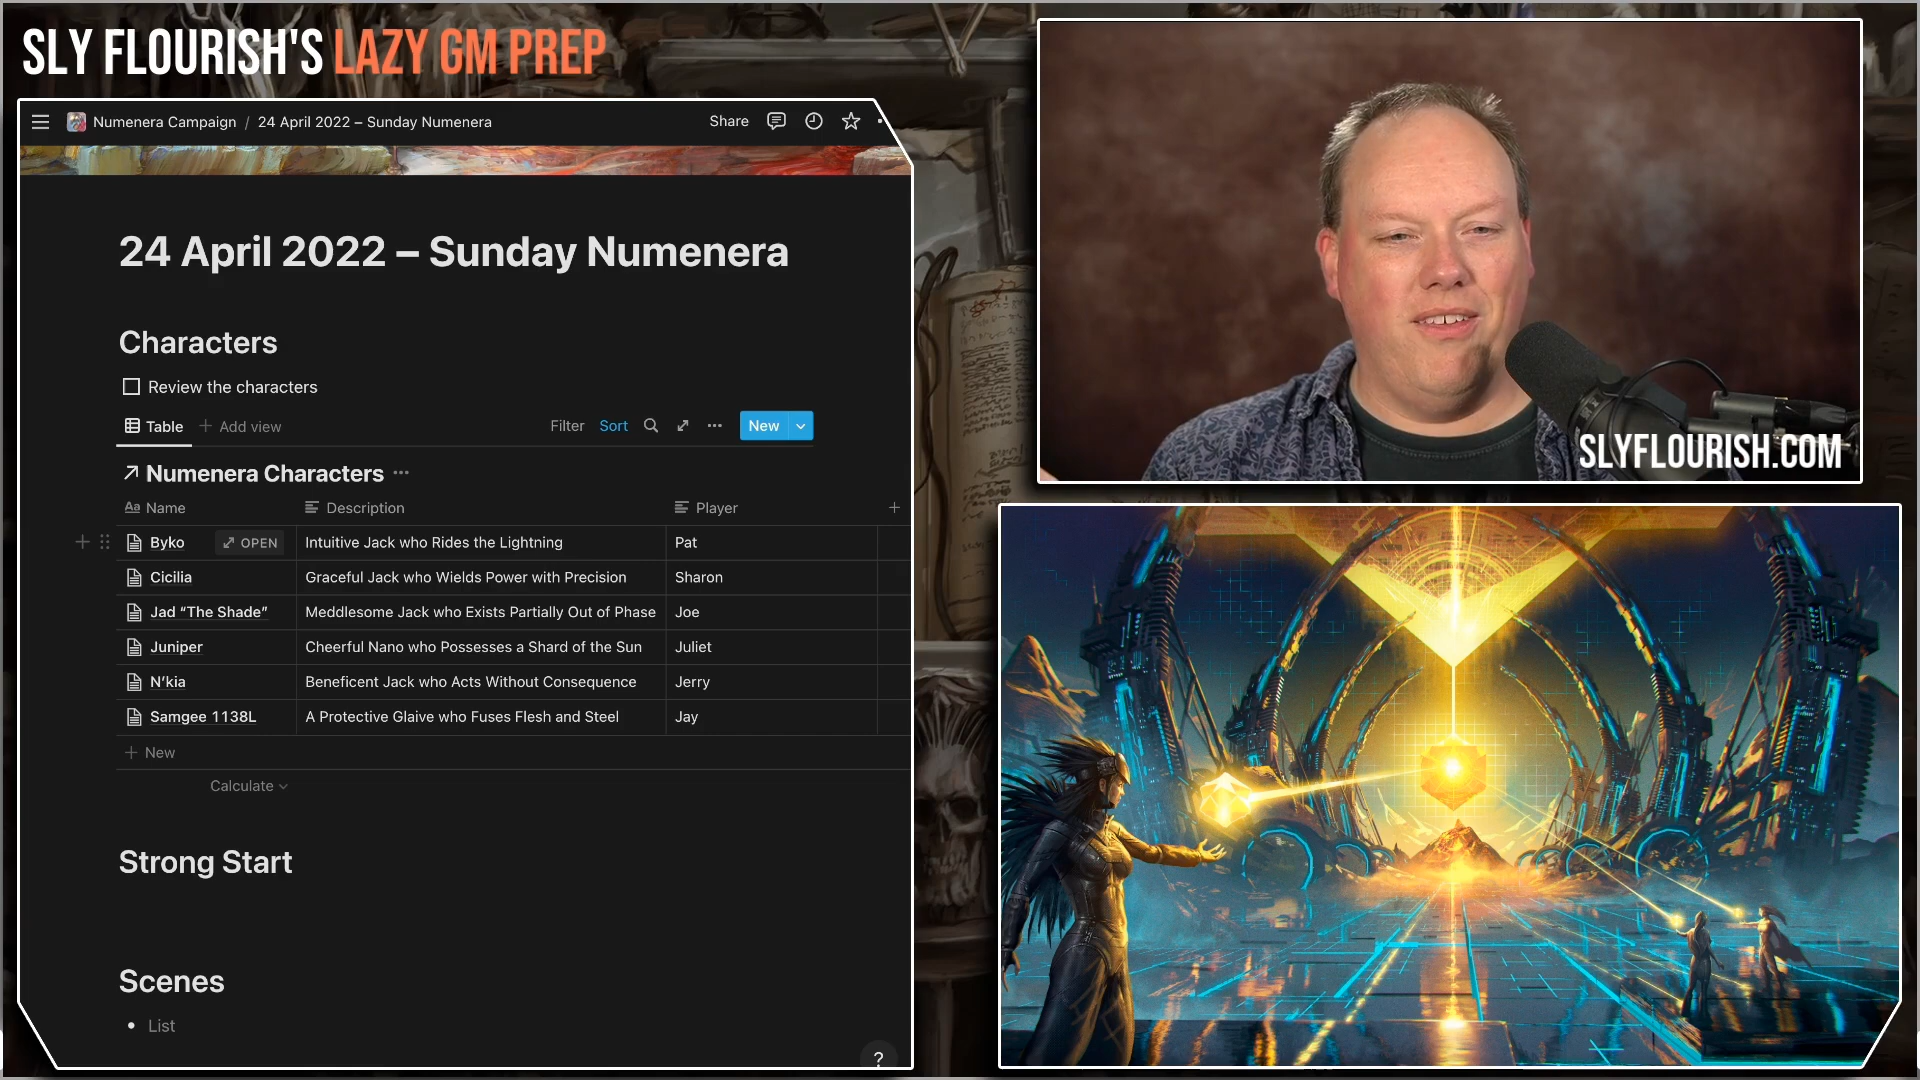 SLY FLOURISH'S LAZY GM PREP
Numenera Campaign / 24 April 2022 – Sunday Numenera
Share
24 April 2022 – Sunday Numenera
Characters
Review the characters
Table
Add view
Filter Sort
New
Numenera Characters
Aa Name Description Player
Byko OPEN Intuitive Jack who Rides the Lightning Pat
Cicilia Graceful Jack who Wields Power with Precision Sharon
Jad “The Shade” Meddlesome Jack who Exists Partially Out of Phase Joe
Juniper Cheerful Nano who Possesses a Shard of the Sun Juliet
N’kia Beneficent Jack who Acts Without Consequence Jerry
Samgee 1138L A Protective Glaive who Fuses Flesh and Steel Jay
New
Calculate
Strong Start
Scenes
List
?
SLYFLOURISH.COM